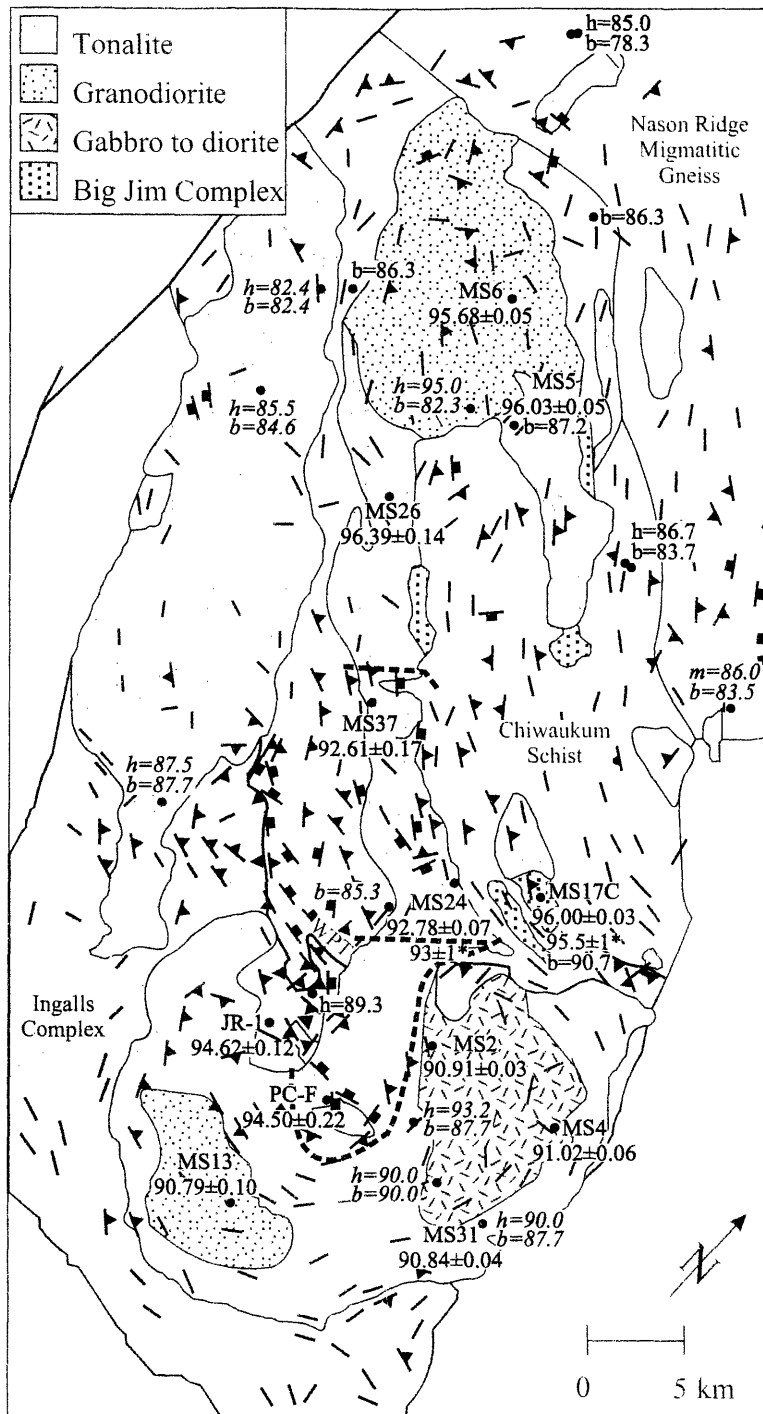 Tonalite
Granodiorite
Gabbro to diorite
Big Jim Complex
h=85.0
b=78.3
Nason Ridge
Migmatitic
Gneiss
b=86.3
b=86.3
h=82.4
b=82.4
MS6
95.68±0.05
h=95.0
b=82.3
MS5
96.03±0.05
b=87.2
h=85.5
b=84.6
MS26
96.39±0.14
h=86.7
b=83.7
m=86.0
b=83.5
MS37
92.61±0.17
Chiwaukum
Schist
h=87.5
b=87.7
b=85.3
MS24
92.78±0.07
93±1*
MS17C
96.00±0.03
95.5±1*
b=90.7
WPT
Ingalls
Complex
h=89.3
JR-1
94.62±0.12
MS2
90.91±0.03
PC-F
94.50±0.22
h=93.2
b=87.7
MS4
91.02±0.06
MS13
90.79±0.10
h=90.0
b=90.0
MS31
90.84±0.04
h=90.0
b=87.7
N
0 5 km